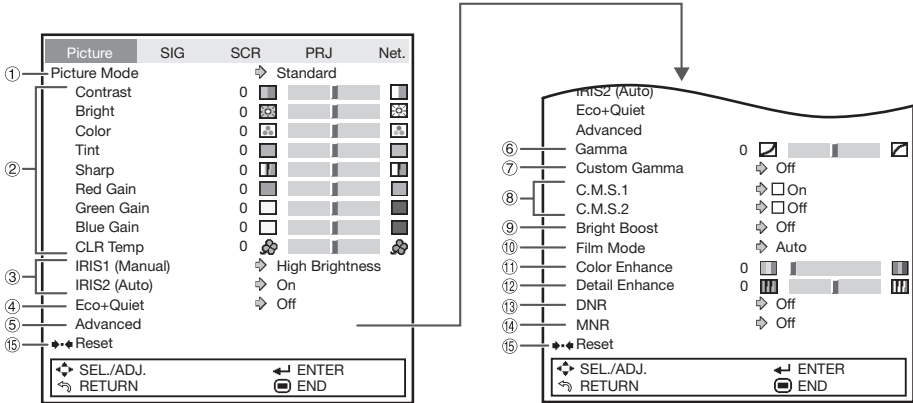 Picture SIG SCR PRJ Net.
① Picture Mode Standard
② Contrast 0
Bright 0
Color 0
Tint 0
Sharp 0
Red Gain 0
Green Gain 0
Blue Gain 0
CLR Temp 0
③ IRIS1 (Manual) High Brightness
IRIS2 (Auto) On
④ Eco+Quiet Off
⑤ Advanced
⑮ Reset
SEL./ADJ. ENTER
RETURN END
IRIS2 (Auto)
Eco+Quiet
Advanced
⑥ Gamma 0
⑦ Custom Gamma Off
⑧ C.M.S.1 On
C.M.S.2 Off
⑨ Bright Boost Off
⑩ Film Mode Auto
⑪ Color Enhance 0
⑫ Detail Enhance 0
⑬ DNR Off
⑭ MNR Off
⑮ Reset
SEL./ADJ. ENTER
RETURN END